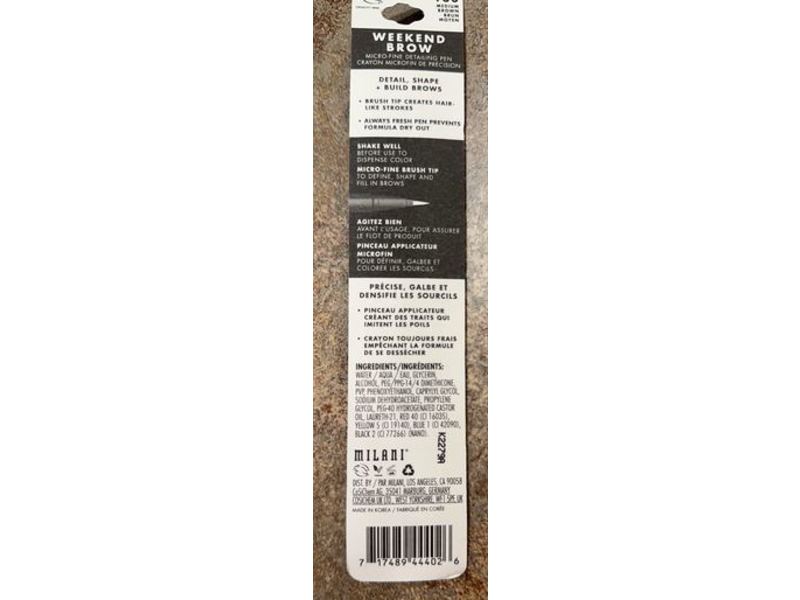 MEDIUM
BROWN
BRUN
MOYEN
WEEKEND
BROW
MICRO-FINE DETAILING PEN
CRAYON MICROFIN DE PRÉCISION
DETAIL, SHAPE
+ BUILD BROWS
• BRUSH TIP CREATES HAIR-
LIKE STROKES
• ALWAYS FRESH PEN PREVENTS
FORMULA DRY OUT
SHAKE WELL
BEFORE USE TO
DISPENSE COLOR
MICRO-FINE BRUSH TIP
TO DEFINE, SHAPE AND
FILL IN BROWS
AGITEZ BIEN
AVANT L'USAGE, POUR ASSURER
LE FLOT DE PRODUIT
PINCEAU APPLICATEUR
MICROFIN
POUR DÉFINIR, GALBER ET
COLORER LES SOURCILS
PRÉCISE, GALBE ET
DENSIFIE LES SOURCILS
• PINCEAU APPLICATEUR
CRÉANT DES TRAITS QUI
IMITENT LES POILS
• CRAYON TOUJOURS FRAIS
EMPÊCHANT LA FORMULE
DE SE DESSÉCHER
INGREDIENTS/INGRÉDIENTS:
WATER / AQUA / EAU, GLYCERIN,
ALCOHOL, PEG/PPG-14/4 DIMETHICONE,
PVP, PHENOXYETHANOL, CAPRYLYL GLYCOL,
SODIUM DEHYDROACETATE, PROPYLENE
GLYCOL, PEG-40 HYDROGENATED CASTOR
OIL, LAURETH-21, RED 40 (CI 16035),
YELLOW 5 (CI 19140), BLUE 1 (CI 42090),
BLACK 2 (CI 77266) (NANO).
K2279A
MILANI
DIST. BY / PAR MILANI, LOS ANGELES, CA 90058
CoSiChem AG, 35041 MARBURG, GERMANY
COSICHEM UK LTD., WEST YORKSHIRE, WF1 5PE, UK
MADE IN KOREA / FABRIQUÉ EN CORÉE
7 17489 44402 6